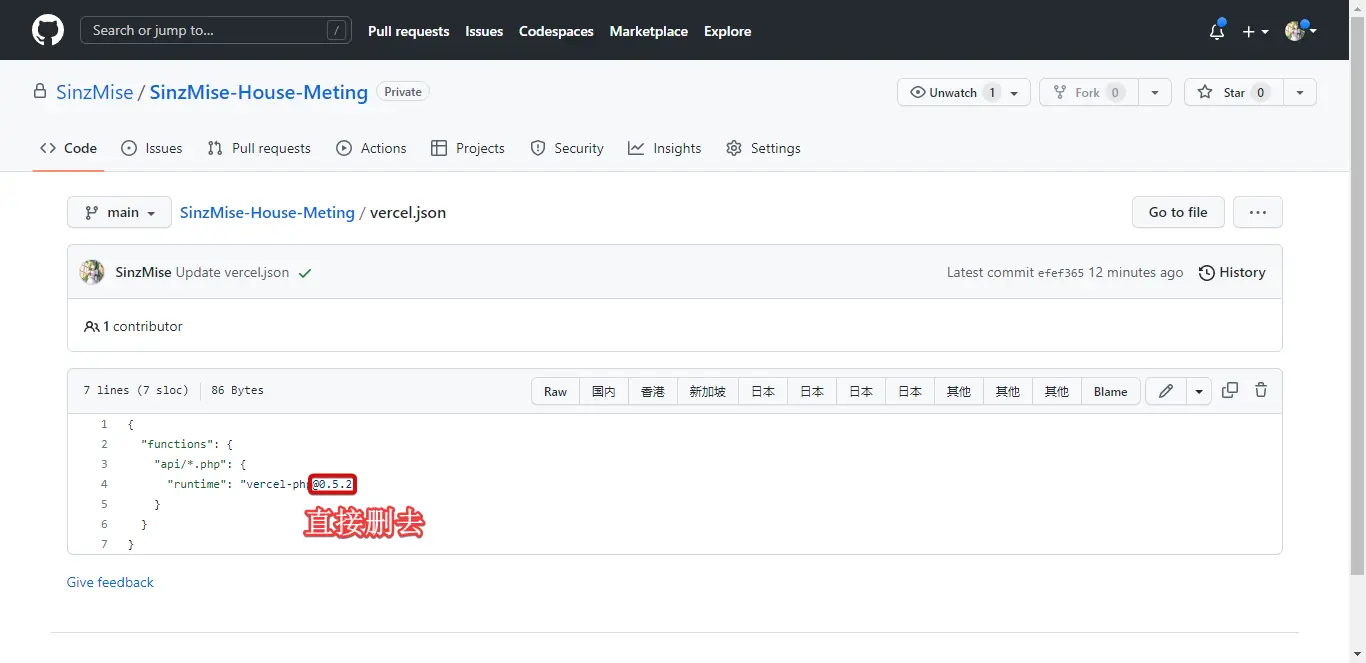 Search or jump to... /
Pull requests Issues Codespaces Marketplace Explore
SinzMise / SinzMise-House-Meting Private
Unwatch 1 Fork 0 Star 0
Code Issues Pull requests Actions Projects Security Insights Settings
main SinzMise-House-Meting / vercel.json Go to file ...
SinzMise Update vercel.json Latest commit efef365 12 minutes ago History
1 contributor
7 lines (7 sloc) 86 Bytes Raw 国内 香港 新加坡 日本 日本 日本 日本 其他 其他 其他 Blame
1 {
2 "functions": {
3 "api/*.php": {
4 "runtime": "vercel-php@0.5.2
5 }
6 }
7 }
直接删去
Give feedback